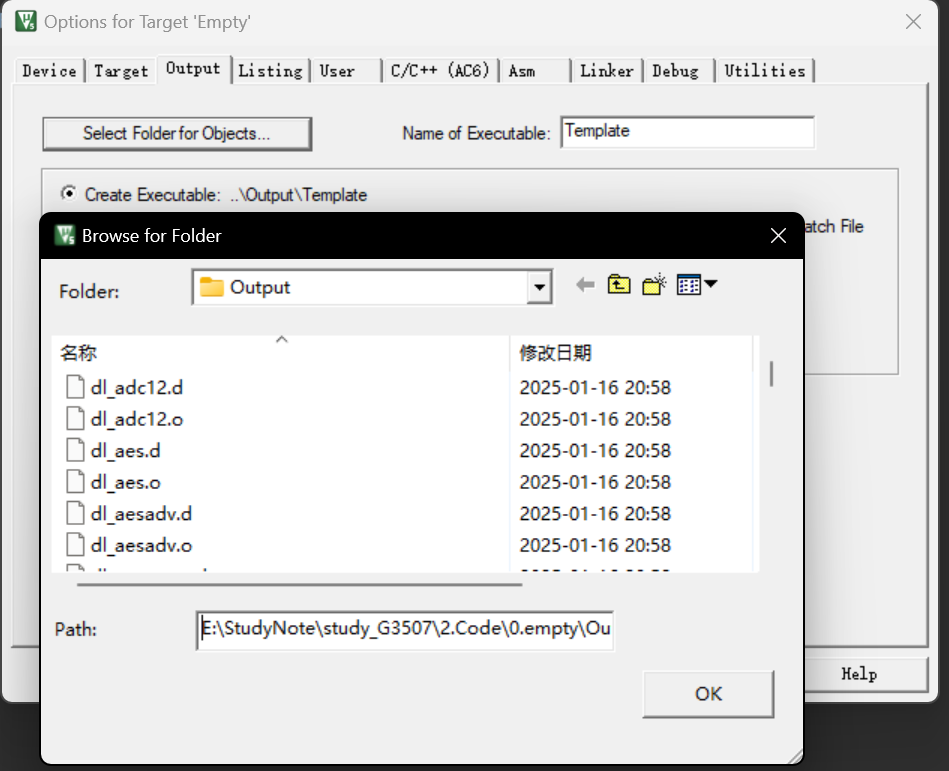 Options for Target 'Empty'
Device Target Output Listing User C/C++ (AC6) Asm Linker Debug Utilities
Select Folder for Objects... Name of Executable: Template
Create Executable: ..\Output\Template
atch File
Browse for Folder
Folder: Output
名称 修改日期
dl_adc12.d 2025-01-16 20:58
dl_adc12.o 2025-01-16 20:58
dl_aes.d 2025-01-16 20:58
dl_aes.o 2025-01-16 20:58
dl_aesadv.d 2025-01-16 20:58
dl_aesadv.o 2025-01-16 20:58
Path: E:\StudyNote\study_G3507\2.Code\0.empty\Ou
Help
OK